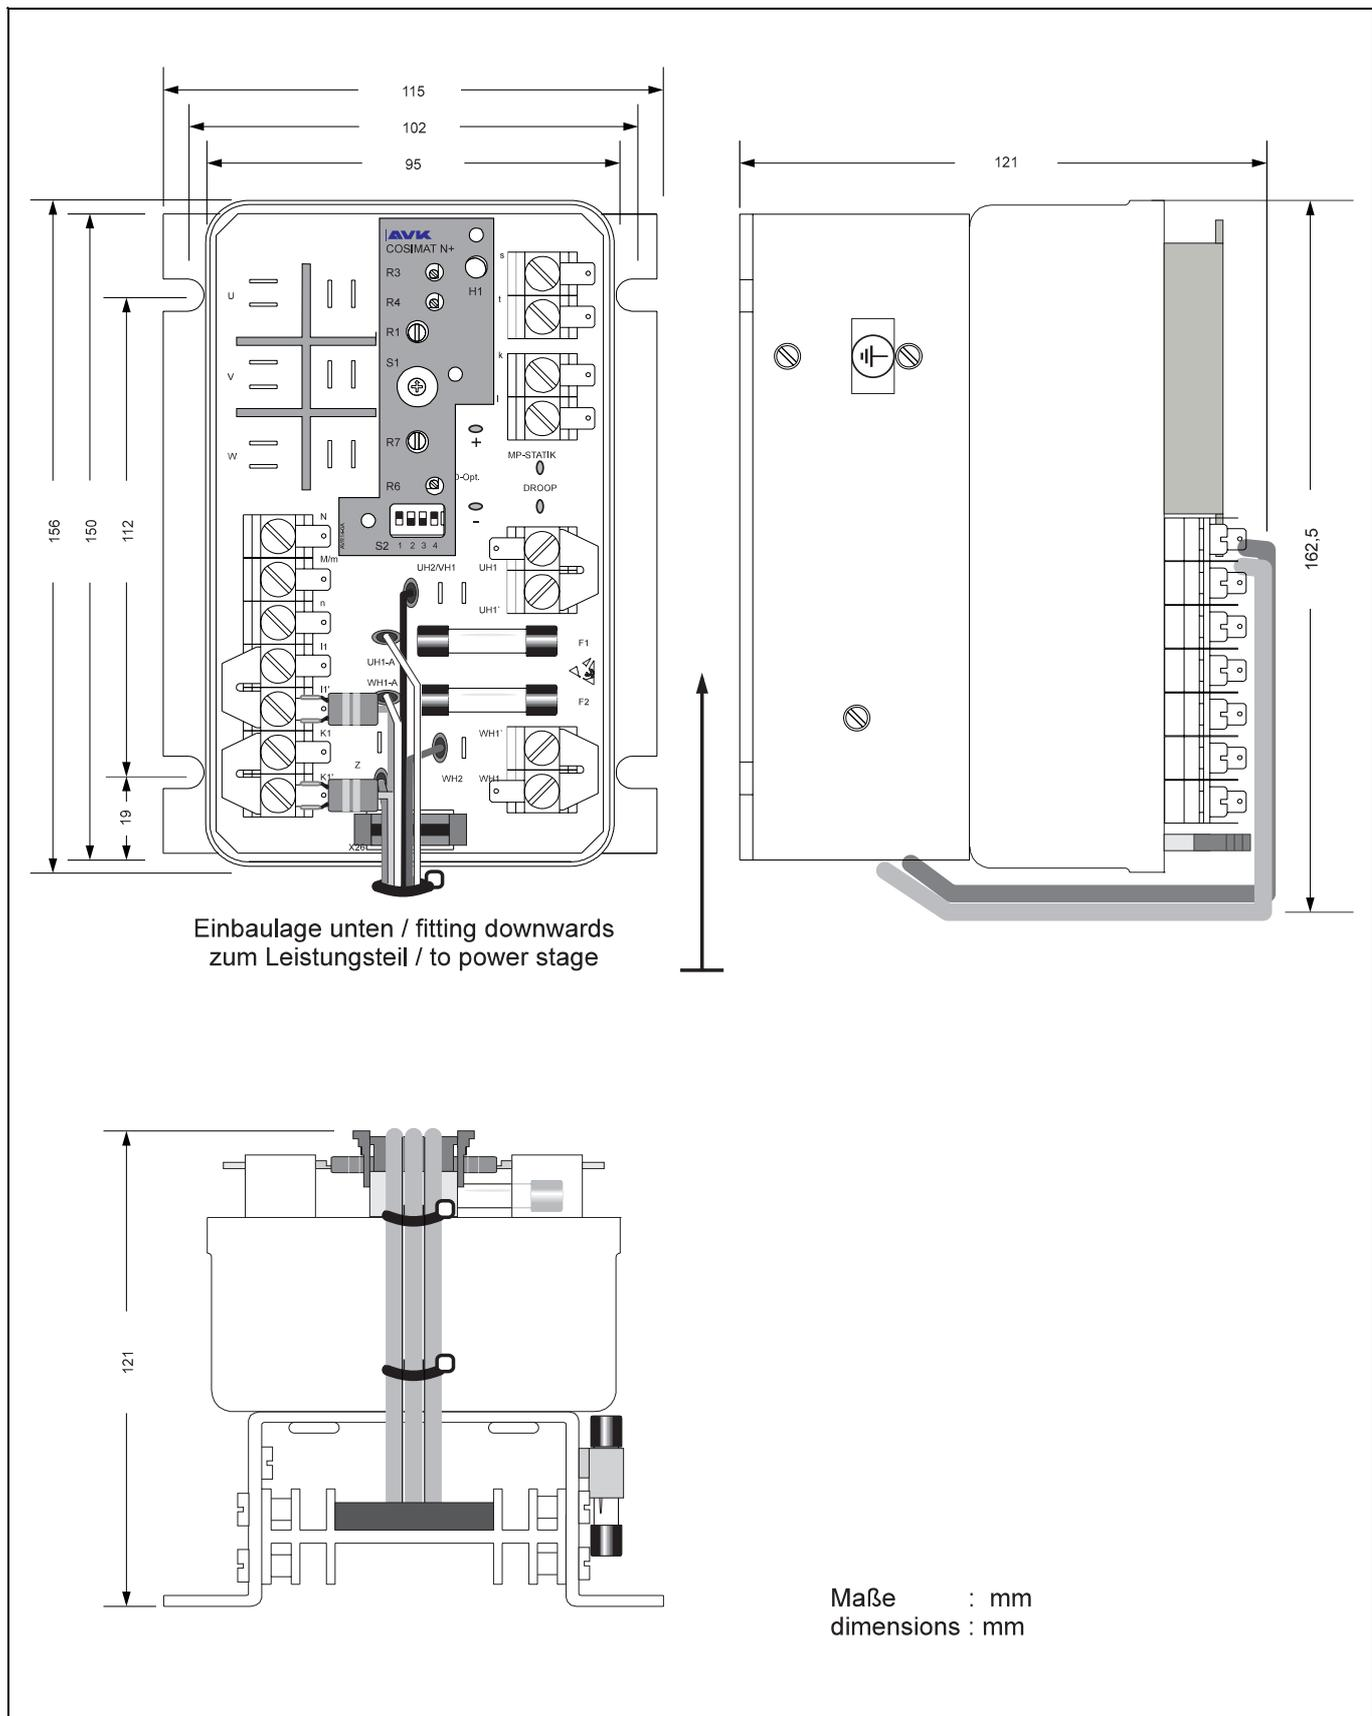 115
102
95
121
AVK
COSIMAT N+
R3
H1
R4
R1
S1
R7
R6
S2 1 2 3 4
s
t
k
l
U
V
W
+
-
MP-STATIK
DROOP
N
M/m
n
I1
I1'
K1
K1'
UH2/VH1
UH1
UH1`
F1
UH1-A
WH1-A
F2
WH1`
WH1
Z
WH2
156
150
112
19
162,5
Einbaulage unten / fitting downwards
zum Leistungsteil / to power stage
121
Maße : mm
dimensions : mm